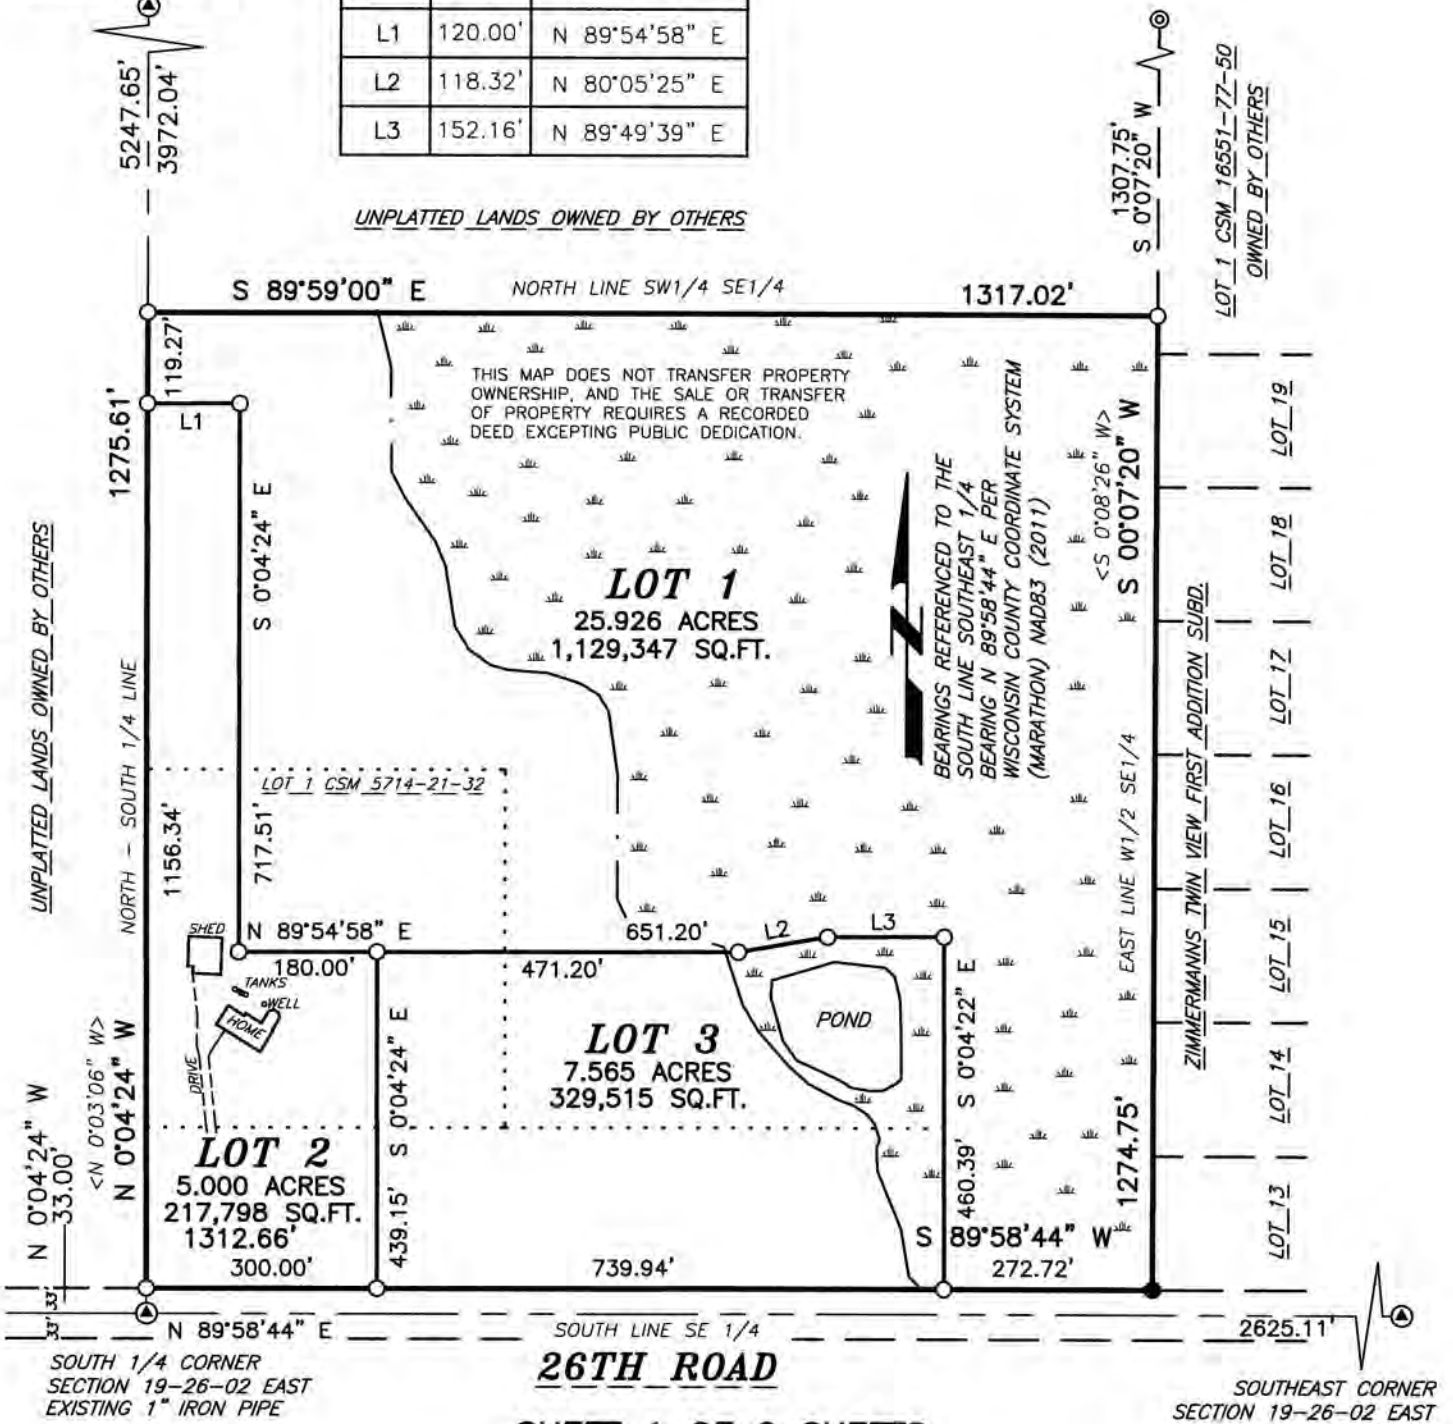 5247.65'
3972.04'
L1 120.00' N 89°54'58" E
L2 118.32' N 80°05'25" E
L3 152.16' N 89°49'39" E
1307.75'
S 0°07'20" W
LOT 1 CSM 16551-77-50
OWNED BY OTHERS
UNPLATTED LANDS OWNED BY OTHERS
S 89°59'00" E
NORTH LINE SW1/4 SE1/4
1317.02'
119.27'
1275.61'
L1
THIS MAP DOES NOT TRANSFER PROPERTY
OWNERSHIP, AND THE SALE OR TRANSFER
OF PROPERTY REQUIRES A RECORDED
DEED EXCEPTING PUBLIC DEDICATION.
S 0°04'24" E
BEARINGS REFERENCED TO THE
SOUTH LINE SOUTHEAST 1/4
BEARING N 89°58'44" E PER
WISCONSIN COUNTY COORDINATE SYSTEM
(MARATHON) NAD83 (2011)
N
<S 0°08'26" W>
S 00°07'20" W
LOT 19
LOT 18
LOT 17
LOT 16
LOT 15
LOT 14
LOT 13
ZIMMERMANNS TWIN VIEW FIRST ADDITION SUBD.
EAST LINE W1/2 SE1/4
LOT 1
25.926 ACRES
1,129,347 SQ.FT.
UNPLATTED LANDS OWNED BY OTHERS
NORTH - SOUTH 1/4 LINE
LOT 1 CSM 5714-21-32
1156.34'
717.51'
SHED
N 89°54'58" E
651.20'
L2
L3
180.00'
471.20'
TANKS
WELL
HOME
DRIVE
POND
LOT 3
7.565 ACRES
329,515 SQ.FT.
S 0°04'24" E
439.15'
S 0°04'22" E
460.39'
<N 0°03'06" W>
N 0°04'24" W
N 0°04'24" W
33.00'
LOT 2
5.000 ACRES
217,798 SQ.FT.
1312.66'
300.00'
739.94'
S 89°58'44" W
272.72'
1274.75'
33'
33'
N 89°58'44" E
SOUTH LINE SE 1/4
2625.11'
26TH ROAD
SOUTH 1/4 CORNER
SECTION 19-26-02 EAST
EXISTING 1" IRON PIPE
SOUTHEAST CORNER
SECTION 19-26-02 EAST